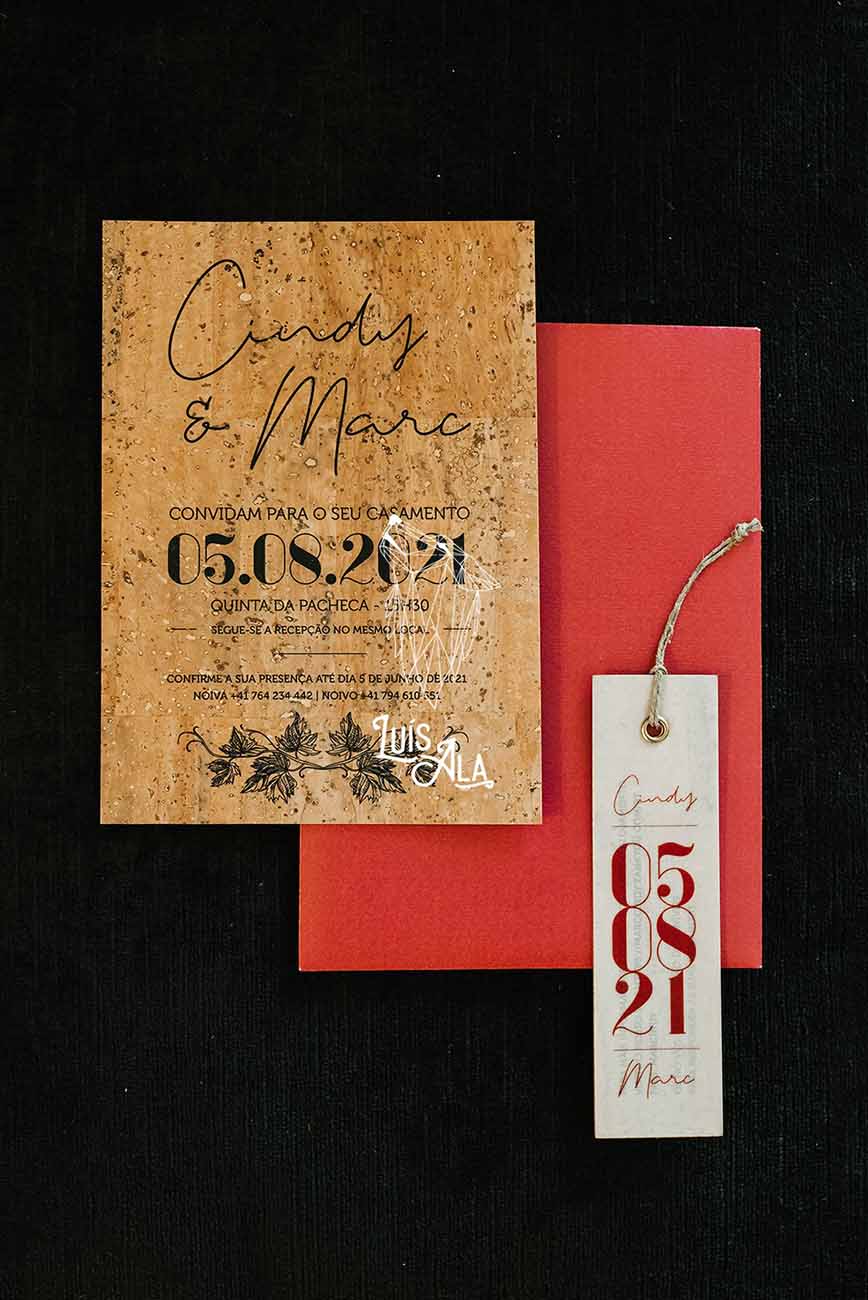 Cindy
& Marc
CONVIDAM PARA O SEU CASAMENTO
05.08.2021
QUINTA DA PACHECA - 15H30
SEGUE-SE A RECEPÇÃO NO MESMO LOCAL
CONFIRME A SUA PRESENÇA ATÉ DIA 5 DE JUNHO DE 2021
NOIVA +41 764 234 442 | NOIVO +41 794 610 551
LUÍS
ALA
Cindy
05
08
21
Marc